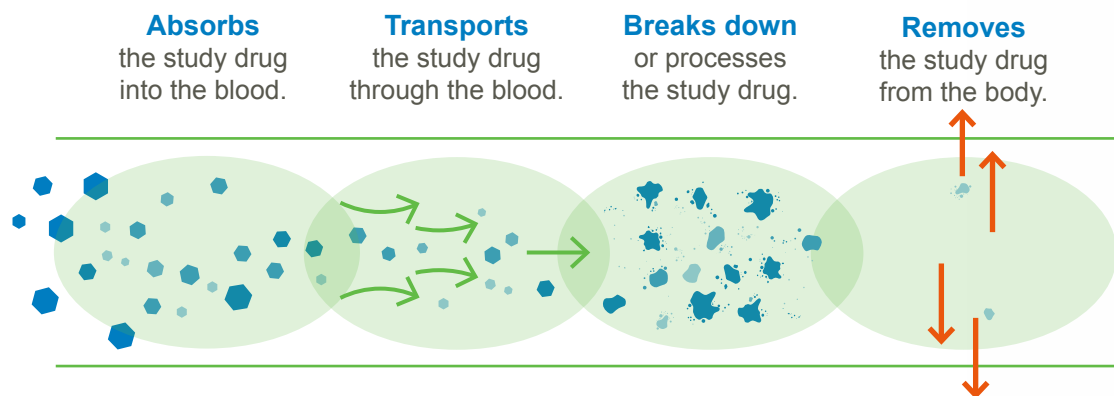 Absorbs
the study drug
into the blood.
Transports
the study drug
through the blood.
Breaks down
or processes
the study drug.
Removes
the study drug
from the body.